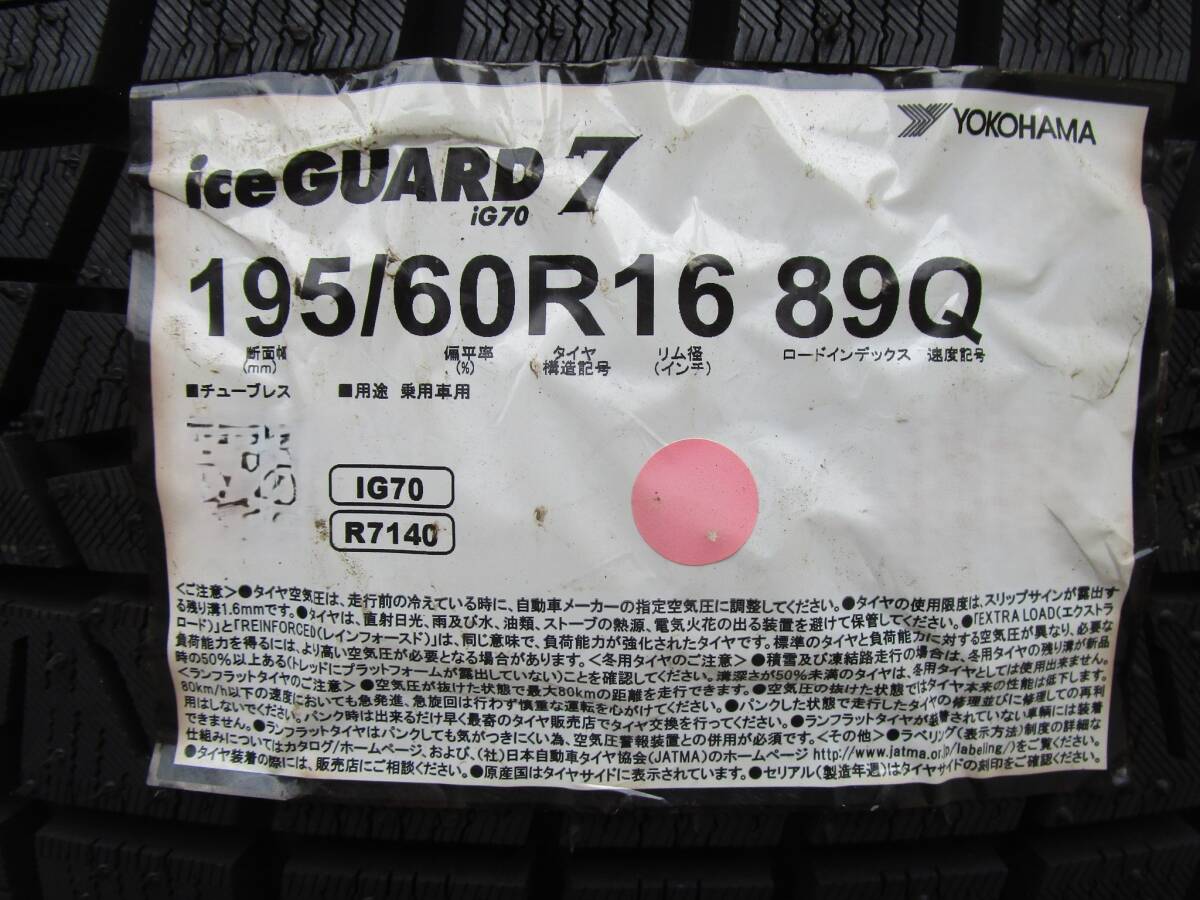 YOKOHAMA
iceGUARD 7
iG70
195/60R16 89Q
断面幅 偏平率 タイヤ リム径 ロードインデックス 速度記号
(mm) (%) 構造記号 (インチ)
■チューブレス ■用途 乗用車用
IG70
R7140
<ご注意>●タイヤ空気圧は、走行前の冷えている時に、自動車メーカーの指定空気圧に調整してください。●タイヤの使用限度は、スリップサインが露出す
る残り溝1.6mmです。●タイヤは、直射日光、雨及び水、油類、ストーブの熱源、電気火花の出る装置を避けて保管してください。●「EXTRA LOAD(エクストラ
ロード)」と「REINFORCED(レインフォースド)」は、同じ意味で、負荷能力が強化されたタイヤです。標準のタイヤと負荷能力に対する空気圧が異なり、必要な
負荷能力を得るには、より高い空気圧が必要となる場合があります。<冬用タイヤのご注意>●積雪及び凍結路走行の場合は、冬用タイヤの残り溝が新品
時の50%以上ある(トレッドにプラットフォームが露出していない)ことを確認してください。溝深さが50%未満のタイヤは、冬用タイヤとしては使用出来ません。
<ランフラットタイヤのご注意>●空気圧が抜けた状態で最大80kmの距離を走行できます。●空気圧の抜けた状態ではタイヤ本来の性能は低下します。
80km/h以下の速度においても急発進、急旋回は行わず慎重な運転を心がけてください。●パンクした状態で走行したタイヤの修理並びに修理しての再利
用はしないでください。パンク時は出来るだけ早く最寄のタイヤ販売店でタイヤ交換を行ってください。●ランフラットタイヤが装着されていない車輌には装着
できません。●ランフラットタイヤはパンクしても気がつきにくい為、空気圧警報装置との併用が必須です。<その他>●ラベリング(表示方法)制度の詳細な
仕組みについてはカタログ/ホームページ、および、(社)日本自動車タイヤ協会(JATMA)のホームページ http://www.jatma.or.jp/labeling/)をご覧ください。
●タイヤ装着の際には、販売店にご相談ください。●原産国はタイヤサイドに表示されています。●セリアル(製造年週)はタイヤサイドの刻印をご確認ください。